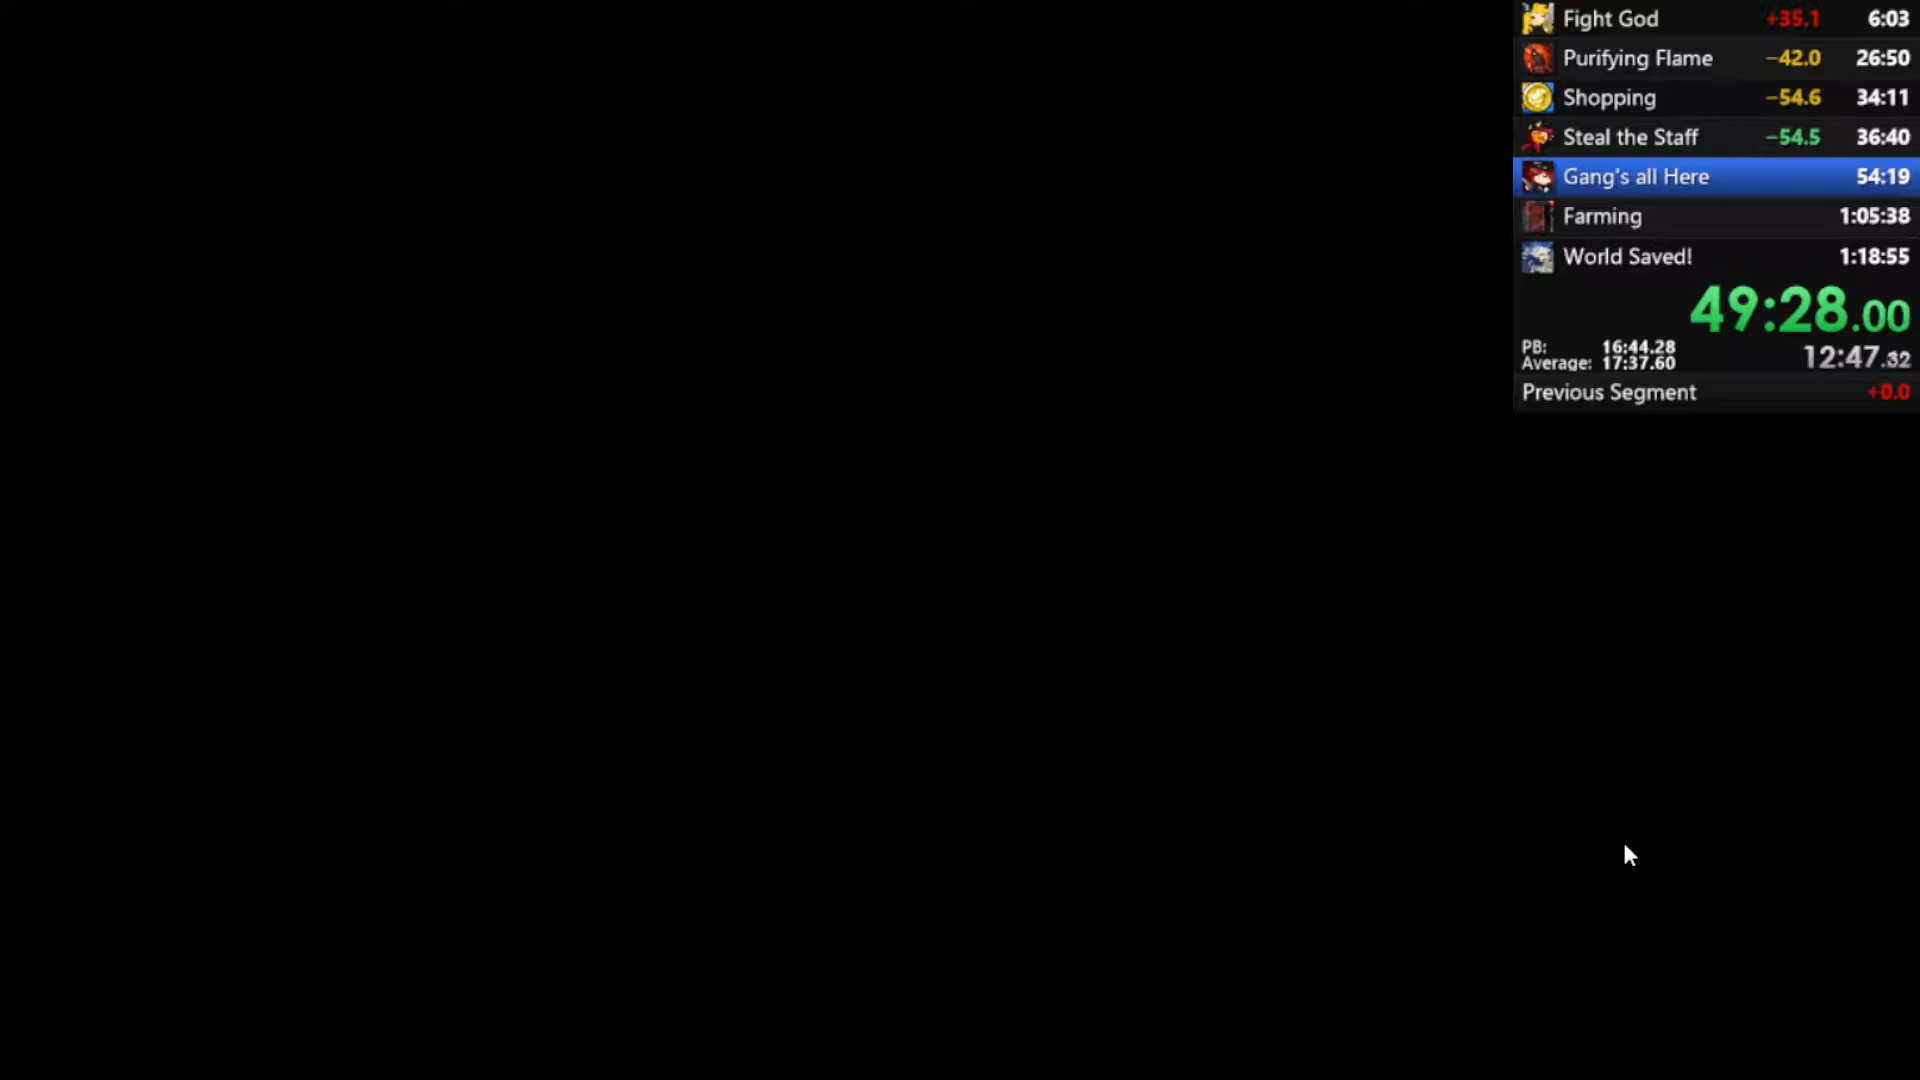 Fight God +35.1 6:03
Purifying Flame −42.0 26:50
Shopping −54.6 34:11
Steal the Staff −54.5 36:40
Gang's all Here 54:19
Farming 1:05:38
World Saved! 1:18:55
49:28.00
PB: 16:44.28
Average: 17:37.60
12:47.32
Previous Segment +0.0